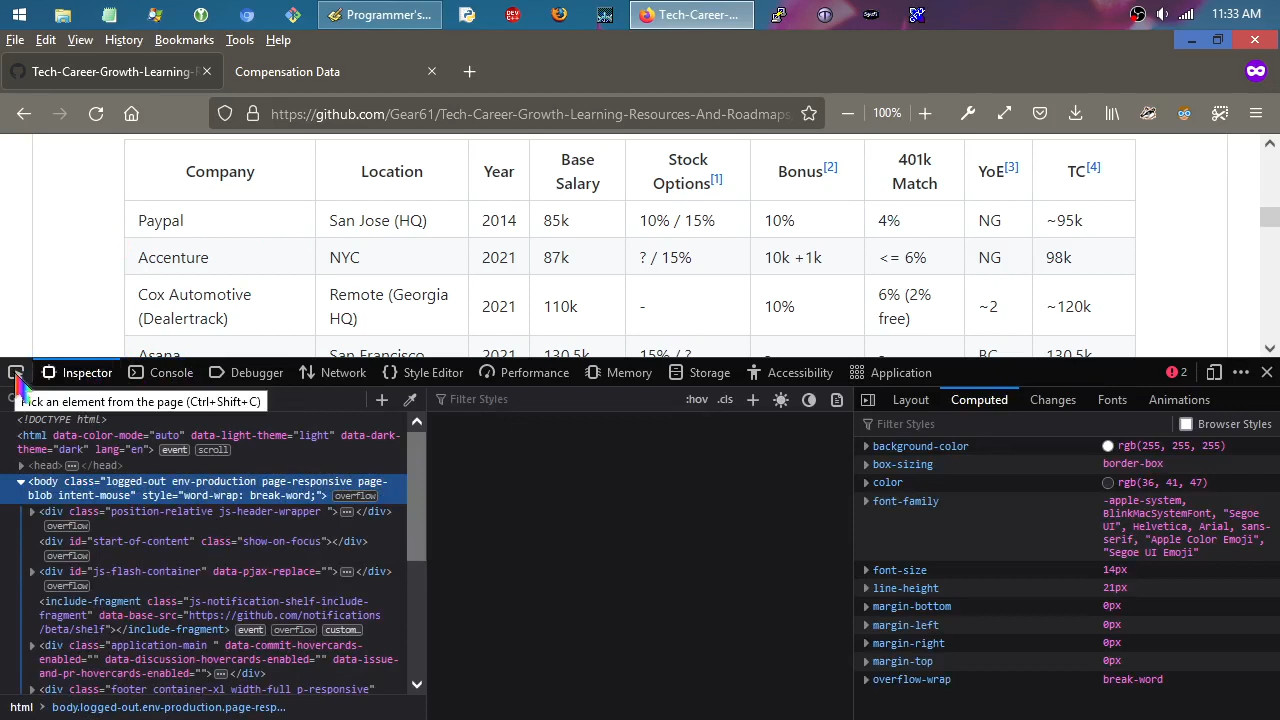 Programmer's...
Tech-Career-...
11:33 AM
File Edit View History Bookmarks Tools Help
Tech-Career-Growth-Learning-R
Compensation Data
https://github.com/Gear61/Tech-Career-Growth-Learning-Resources-And-Roadmaps,
100%
Company Location Year Base Salary Stock Options[1] Bonus[2] 401k Match YoE[3] TC[4]
Paypal San Jose (HQ) 2014 85k 10% / 15% 10% 4% NG ~95k
Accenture NYC 2021 87k ? / 15% 10k +1k <= 6% NG 98k
Cox Automotive (Dealertrack) Remote (Georgia HQ) 2021 110k - 10% 6% (2% free) ~2 ~120k
Asana San Francisco 2021 130.5k 15% / ? - - BC 130.5k
Inspector Console Debugger Network Style Editor Performance Memory Storage Accessibility Application 2
Pick an element from the page (Ctrl+Shift+C)
Filter Styles :hov .cls
Layout Computed Changes Fonts Animations
Filter Styles Browser Styles
<!DOCTYPE html>
<html data-color-mode="auto" data-light-theme="light" data-dark-
theme="dark" lang="en"> event scroll
<head> ••• </head>
<body class="logged-out env-production page-responsive page-
blob intent-mouse" style="word-wrap: break-word;"> overflow
<div class="position-relative js-header-wrapper "> ••• </div>
overflow
<div id="start-of-content" class="show-on-focus"></div>
overflow
<div id="js-flash-container" data-pjax-replace=""> ••• </div>
overflow
<include-fragment class="js-notification-shelf-include-
fragment" data-base-src="https://github.com/notifications
/beta/shelf"></include-fragment> event overflow custom…
<div class="application-main " data-commit-hovercards-
enabled="" data-discussion-hovercards-enabled="" data-issue-
and-pr-hovercards-enabled=""> ••• </div>
<div class="footer container-xl width-full p-responsive"
html > body.logged-out.env-production.page-resp…
background-color rgb(255, 255, 255)
box-sizing border-box
color rgb(36, 41, 47)
font-family -apple-system,
BlinkMacSystemFont, "Segoe
UI", Helvetica, Arial, sans-
serif, "Apple Color Emoji",
"Segoe UI Emoji"
font-size 14px
line-height 21px
margin-bottom 0px
margin-left 0px
margin-right 0px
margin-top 0px
overflow-wrap break-word